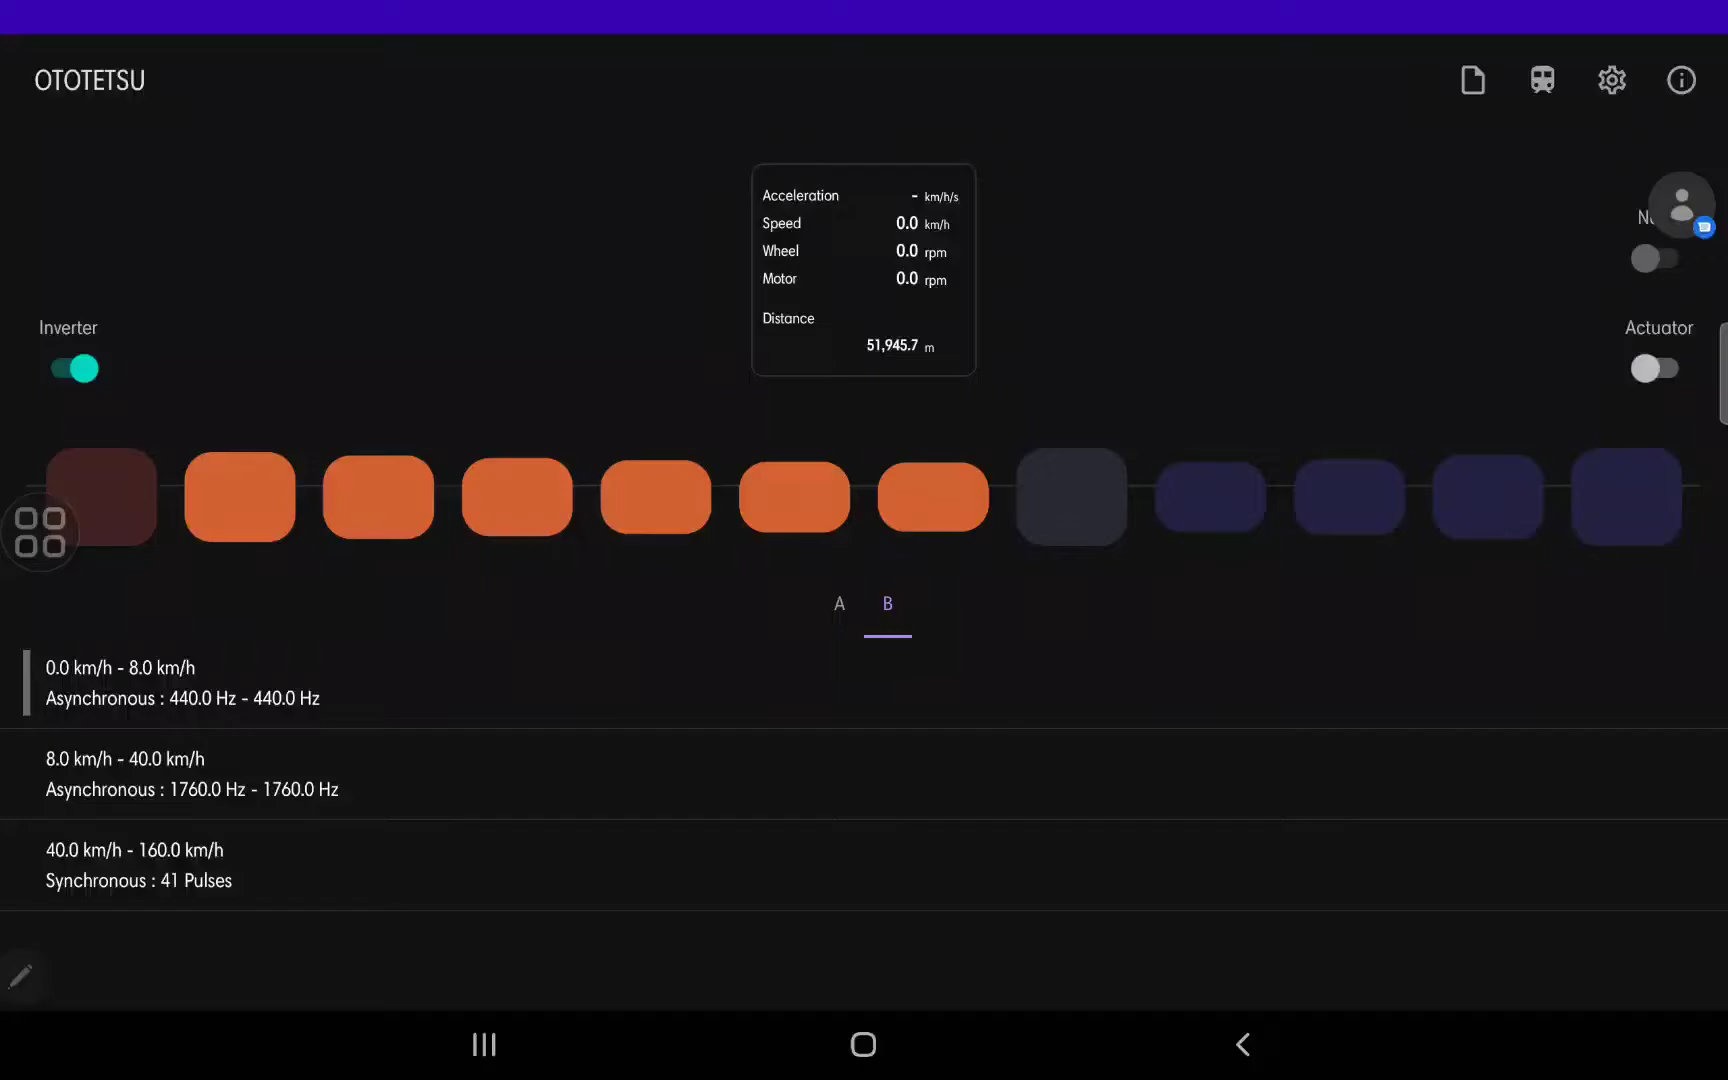 OTOTETSU
Acceleration - km/h/s
Speed 0.0 km/h
Wheel 0.0 rpm
Motor 0.0 rpm
Distance
51,945.7 m
Inverter
Actuator
A B
0.0 km/h - 8.0 km/h
Asynchronous : 440.0 Hz - 440.0 Hz
8.0 km/h - 40.0 km/h
Asynchronous : 1760.0 Hz - 1760.0 Hz
40.0 km/h - 160.0 km/h
Synchronous : 41 Pulses